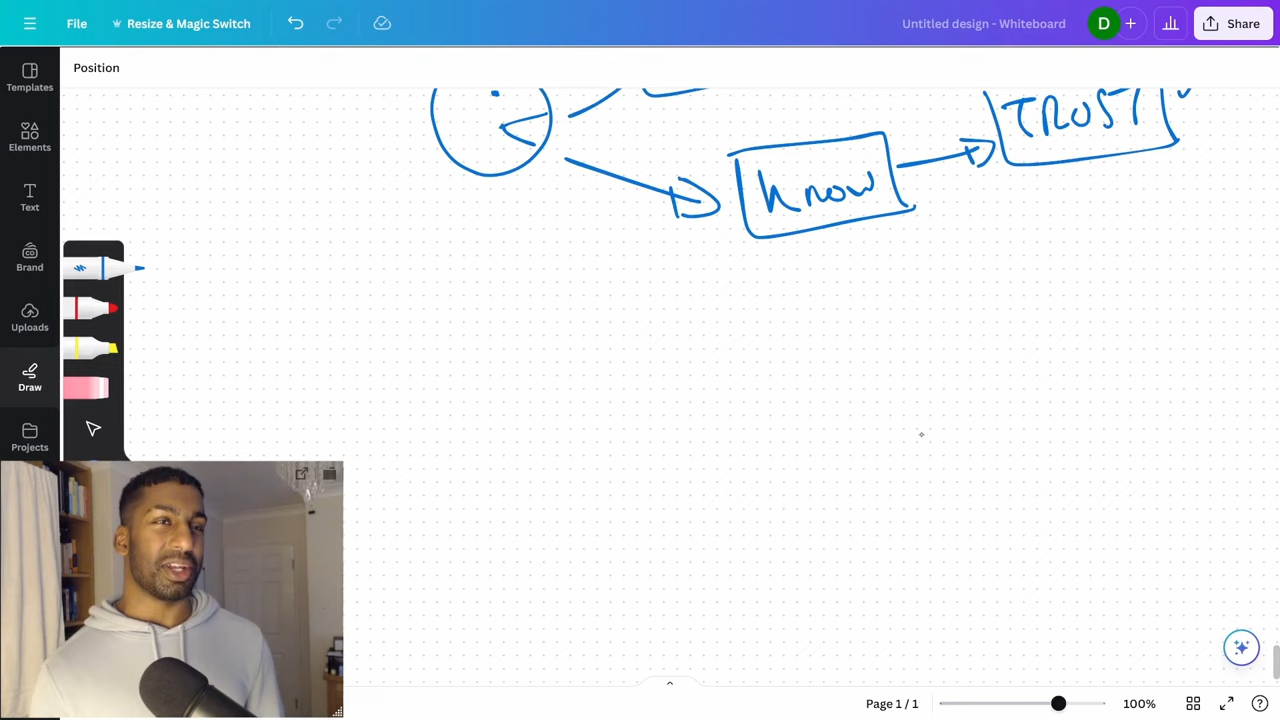 File
Resize & Magic Switch
Untitled design - Whiteboard
D
Share
Templates
Position
Elements
Text
Brand
co
Uploads
Draw
Projects
TRUST
know
Page 1 / 1
100%